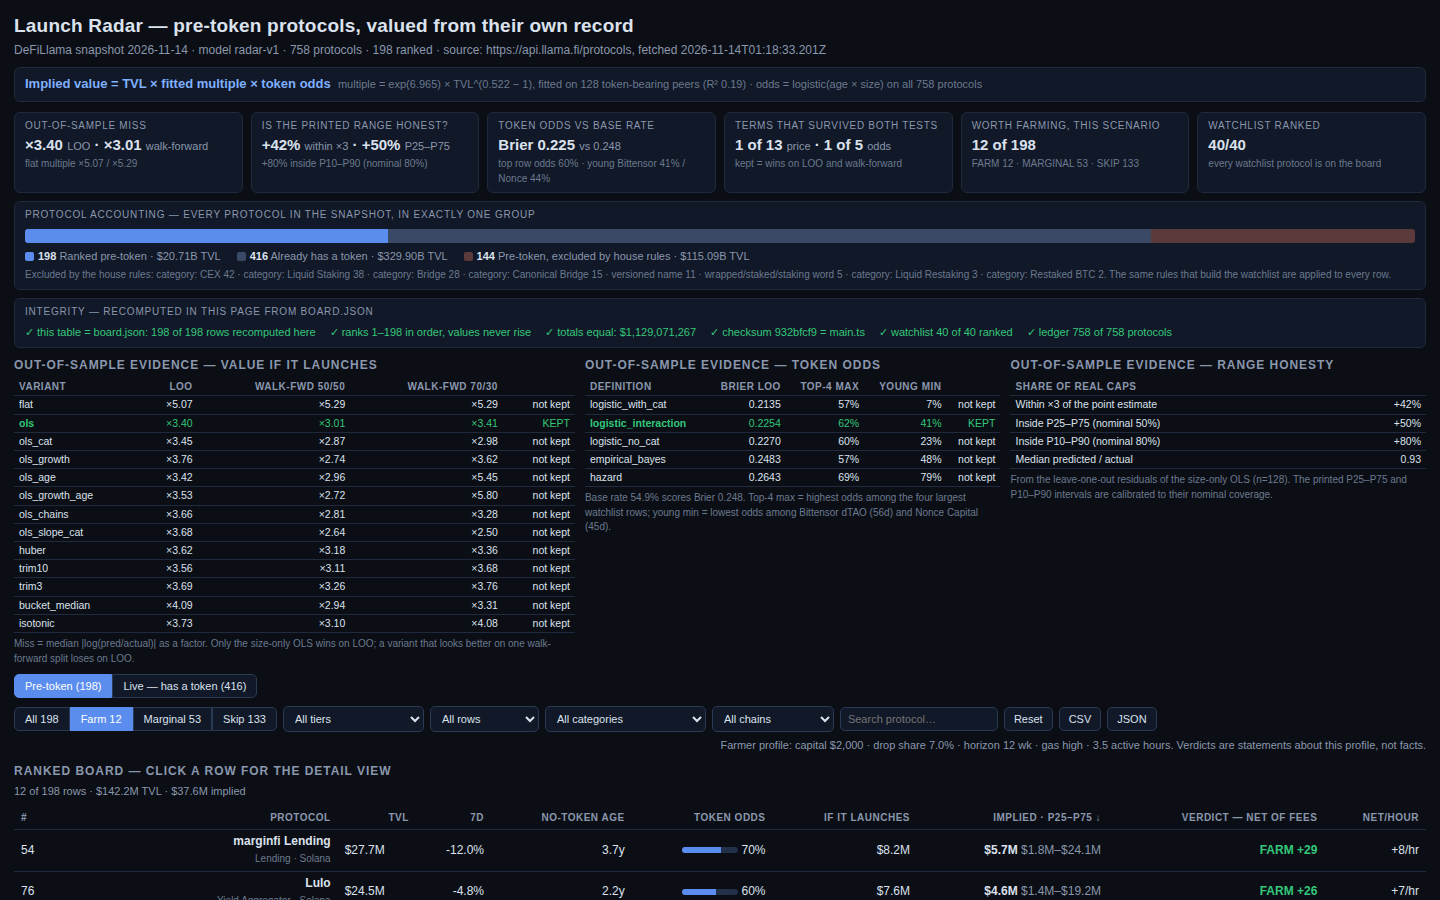 Launch Radar — pre-token protocols, valued from their own record
DeFiLlama snapshot 2026-11-14 · model radar-v1 · 758 protocols · 198 ranked · source: https://api.llama.fi/protocols, fetched 2026-11-14T01:18:33.201Z
Implied value = TVL × fitted multiple × token odds multiple = exp(6.965) × TVL^(0.522 − 1), fitted on 128 token-bearing peers (R² 0.19) · odds = logistic(age × size) on all 758 protocols
OUT-OF-SAMPLE MISS
×3.40 LOO · ×3.01 walk-forward
flat multiple ×5.07 / ×5.29
IS THE PRINTED RANGE HONEST?
+42% within ×3 · +50% P25–P75
+80% inside P10–P90 (nominal 80%)
TOKEN ODDS VS BASE RATE
Brier 0.225 vs 0.248
top row odds 60% · young Bittensor 41% /
Nonce 44%
TERMS THAT SURVIVED BOTH TESTS
1 of 13 price · 1 of 5 odds
kept = wins on LOO and walk-forward
WORTH FARMING, THIS SCENARIO
12 of 198
FARM 12 · MARGINAL 53 · SKIP 133
WATCHLIST RANKED
40/40
every watchlist protocol is on the board
PROTOCOL ACCOUNTING — EVERY PROTOCOL IN THE SNAPSHOT, IN EXACTLY ONE GROUP
198 Ranked pre-token · $20.71B TVL 416 Already has a token · $329.90B TVL 144 Pre-token, excluded by house rules · $115.09B TVL
Excluded by the house rules: category: CEX 42 · category: Liquid Staking 38 · category: Bridge 28 · category: Canonical Bridge 15 · versioned name 11 · wrapped/staked/staking word 5 · category: Liquid Restaking 3 · category: Restaked BTC 2. The same rules that build the watchlist are applied to every row.
INTEGRITY — RECOMPUTED IN THIS PAGE FROM BOARD.JSON
✓ this table = board.json: 198 of 198 rows recomputed here ✓ ranks 1–198 in order, values never rise ✓ totals equal: $1,129,071,267 ✓ checksum 932bfcf9 = main.ts ✓ watchlist 40 of 40 ranked ✓ ledger 758 of 758 protocols
OUT-OF-SAMPLE EVIDENCE — VALUE IF IT LAUNCHES
VARIANT LOO WALK-FWD 50/50 WALK-FWD 70/30
flat ×5.07 ×5.29 ×5.29 not kept
ols ×3.40 ×3.01 ×3.41 KEPT
ols_cat ×3.45 ×2.87 ×2.98 not kept
ols_growth ×3.76 ×2.74 ×3.62 not kept
ols_age ×3.42 ×2.96 ×5.45 not kept
ols_growth_age ×3.53 ×2.72 ×5.80 not kept
ols_chains ×3.66 ×2.81 ×3.28 not kept
ols_slope_cat ×3.68 ×2.64 ×2.50 not kept
huber ×3.62 ×3.18 ×3.36 not kept
trim10 ×3.56 ×3.11 ×3.68 not kept
trim3 ×3.69 ×3.26 ×3.76 not kept
bucket_median ×4.09 ×2.94 ×3.31 not kept
isotonic ×3.73 ×3.10 ×4.08 not kept
Miss = median |log(pred/actual)| as a factor. Only the size-only OLS wins on LOO; a variant that looks better on one walk-
forward split loses on LOO.
OUT-OF-SAMPLE EVIDENCE — TOKEN ODDS
DEFINITION BRIER LOO TOP-4 MAX YOUNG MIN
logistic_with_cat 0.2135 57% 7% not kept
logistic_interaction 0.2254 62% 41% KEPT
logistic_no_cat 0.2270 60% 23% not kept
empirical_bayes 0.2483 57% 48% not kept
hazard 0.2643 69% 79% not kept
Base rate 54.9% scores Brier 0.248. Top-4 max = highest odds among the four largest
watchlist rows; young min = lowest odds among Bittensor dTAO (56d) and Nonce Capital
(45d).
OUT-OF-SAMPLE EVIDENCE — RANGE HONESTY
SHARE OF REAL CAPS
Within ×3 of the point estimate +42%
Inside P25–P75 (nominal 50%) +50%
Inside P10–P90 (nominal 80%) +80%
Median predicted / actual 0.93
From the leave-one-out residuals of the size-only OLS (n=128). The printed P25–P75 and
P10–P90 intervals are calibrated to their nominal coverage.
Pre-token (198) Live — has a token (416)
All 198 Farm 12 Marginal 53 Skip 133 All tiers All rows All categories All chains Search protocol… Reset CSV JSON
Farmer profile: capital $2,000 · drop share 7.0% · horizon 12 wk · gas high · 3.5 active hours. Verdicts are statements about this profile, not facts.
RANKED BOARD — CLICK A ROW FOR THE DETAIL VIEW
12 of 198 rows · $142.2M TVL · $37.6M implied
# PROTOCOL TVL 7D NO-TOKEN AGE TOKEN ODDS IF IT LAUNCHES IMPLIED · P25–P75 ↓ VERDICT — NET OF FEES NET/HOUR
54 marginfi Lending $27.7M -12.0% 3.7y 70% $8.2M $5.7M $1.8M–$24.1M FARM +29 +8/hr
Lending · Solana
76 Lulo $24.5M -4.8% 2.2y 60% $7.6M $4.6M $1.4M–$19.2M FARM +26 +7/hr
Yield Aggregator · Solana